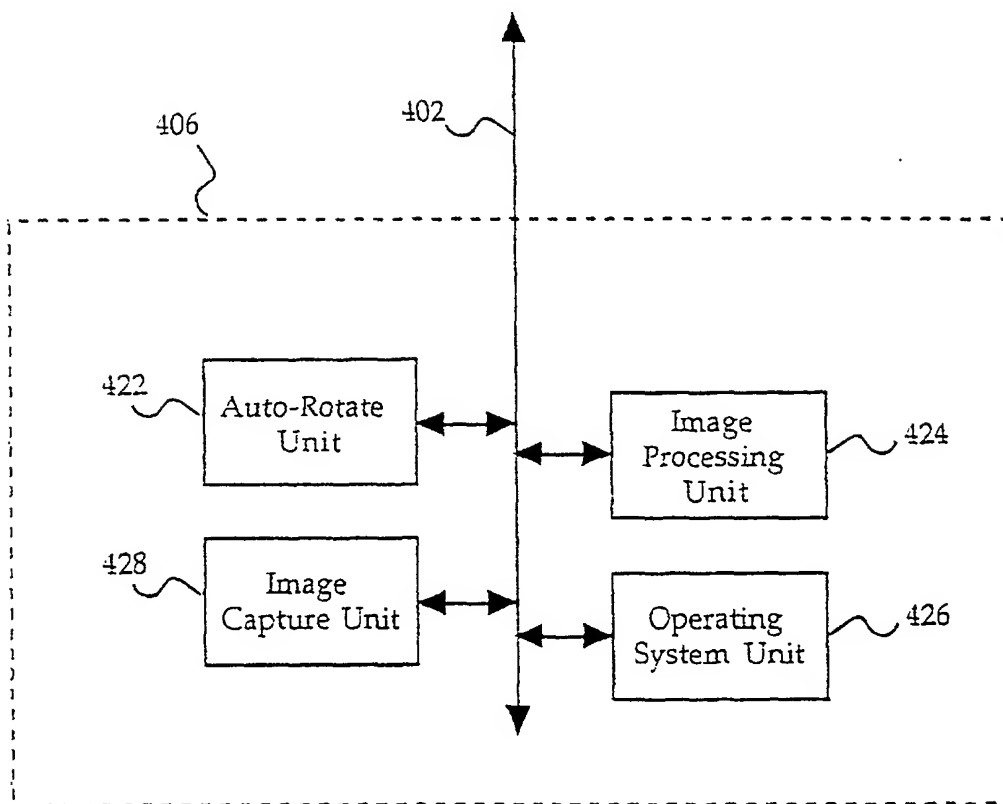 406
402
422
Auto-Rotate
Unit
Image
Processing
Unit
424
428
Image
Capture Unit
Operating
System Unit
426